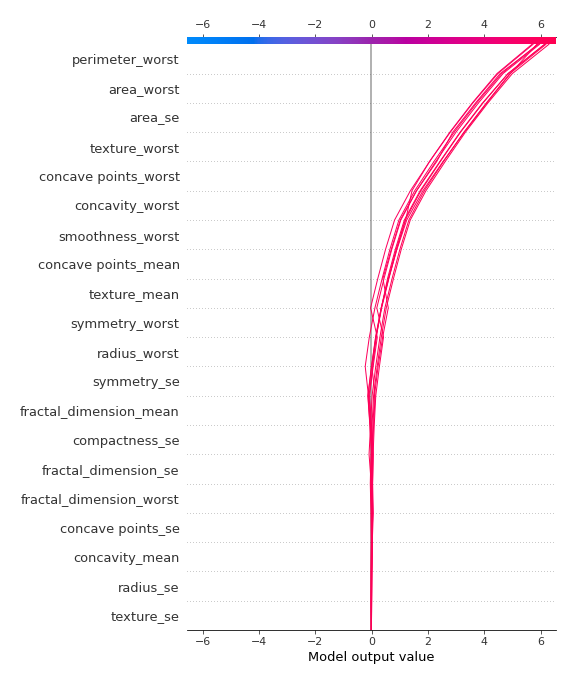 −6 −4 −2 0 2 4 6
perimeter_worst
area_worst
area_se
texture_worst
concave points_worst
concavity_worst
smoothness_worst
concave points_mean
texture_mean
symmetry_worst
radius_worst
symmetry_se
fractal_dimension_mean
compactness_se
fractal_dimension_se
fractal_dimension_worst
concave points_se
concavity_mean
radius_se
texture_se
−6 −4 −2 0 2 4 6
Model output value